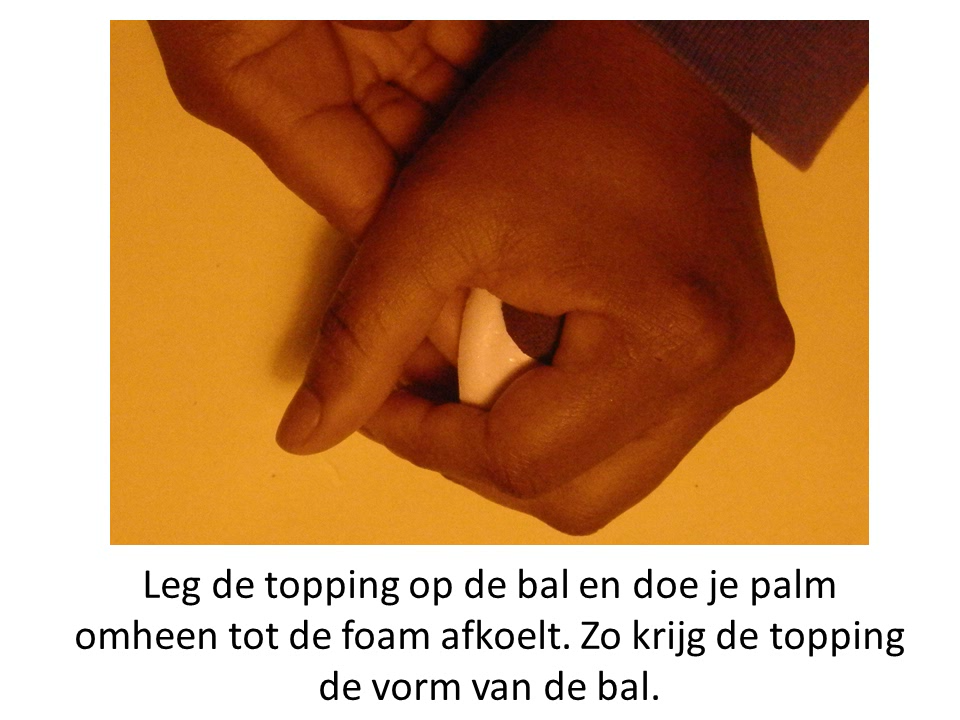 Leg de topping op de bal en doe je palm
omheen tot de foam afkoelt. Zo krijg de topping
de vorm van de bal.